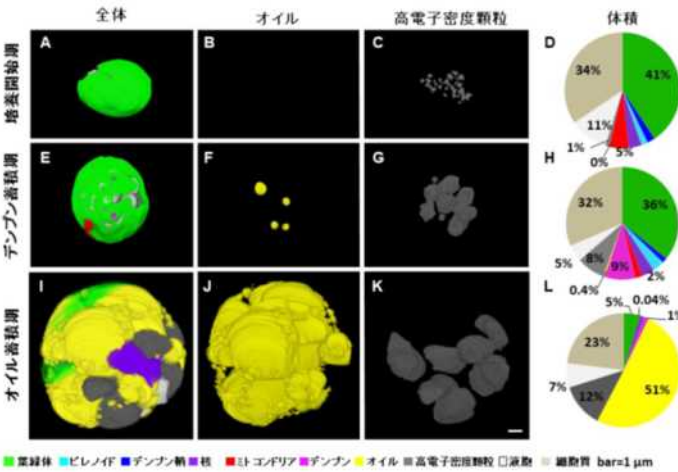 全体 オイル 高電子密度顆粒 体積
培養開始期
A B C D
34% 41%
11%
1% 0% 5%
デンプン蓄積期
E F G H
32% 36%
5% 8% 9% 2%
0.4%
オイル蓄積期
I J K L
5% 0.04% 1%
23%
7% 12% 51%
葉緑体 ピレノイド デンプン鞘 核 ミトコンドリア デンプン オイル 高電子密度顆粒 液胞 細胞質 bar=1 μm